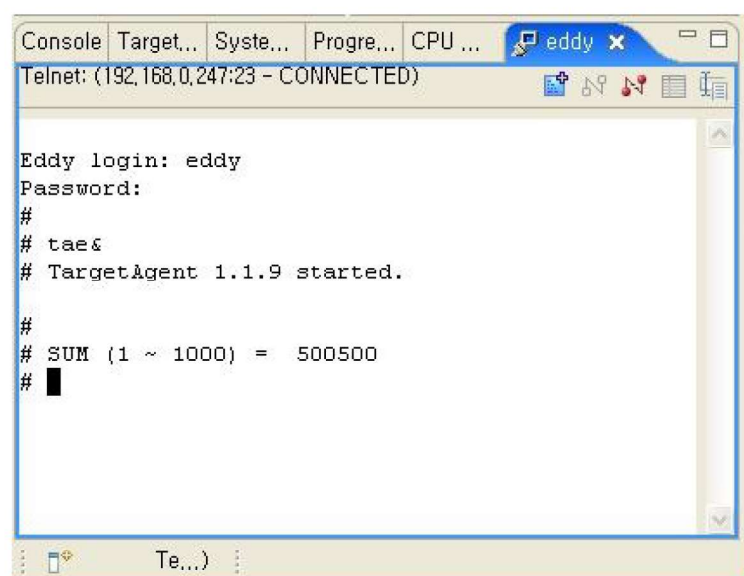 Console Target... Syste... Progre... CPU ... eddy
Telnet: (192,168,0,247:23 - CONNECTED)
Eddy login: eddy
Password:
#
# tae&
# TargetAgent 1.1.9 started.
#
# SUM (1 ~ 1000) = 500500
#
Te...)